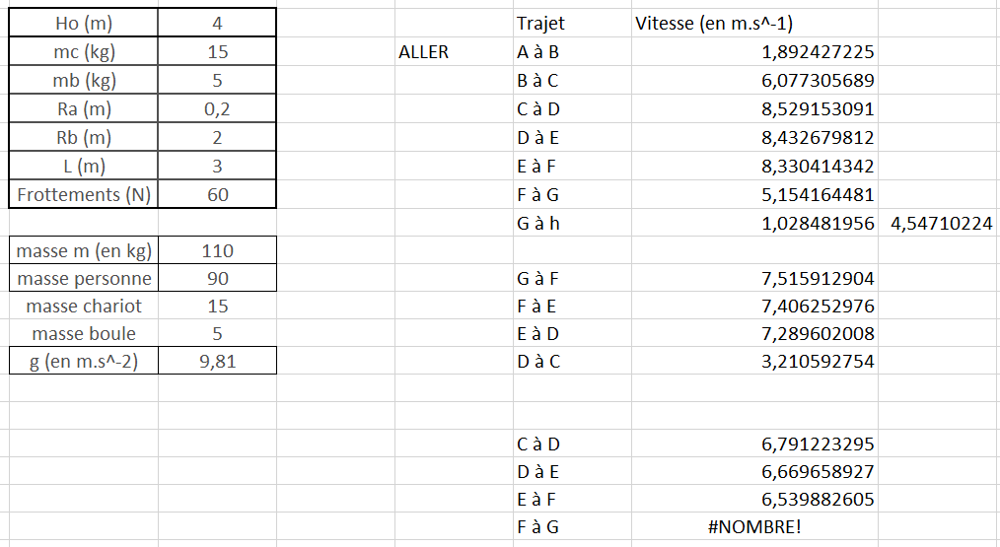 Ho (m) 4 Trajet Vitesse (en m.s^-1)
mc (kg) 15 ALLER A à B 1,892427225
mb (kg) 5 B à C 6,077305689
Ra (m) 0,2 C à D 8,529153091
Rb (m) 2 D à E 8,432679812
L (m) 3 E à F 8,330414342
Frottements (N) 60 F à G 5,154164481
G à h 1,028481956 4,54710224
masse m (en kg) 110
masse personne 90 G à F 7,515912904
masse chariot 15 F à E 7,406252976
masse boule 5 E à D 7,289602008
g (en m.s^-2) 9,81 D à C 3,210592754
C à D 6,791223295
D à E 6,669658927
E à F 6,539882605
F à G #NOMBRE!